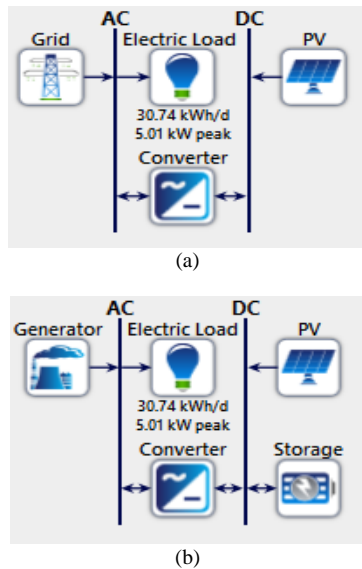 AC DC
Grid Electric Load PV
30.74 kWh/d
5.01 kW peak
Converter
(a)
AC DC
Generator Electric Load PV
30.74 kWh/d
5.01 kW peak
Converter Storage
(b)